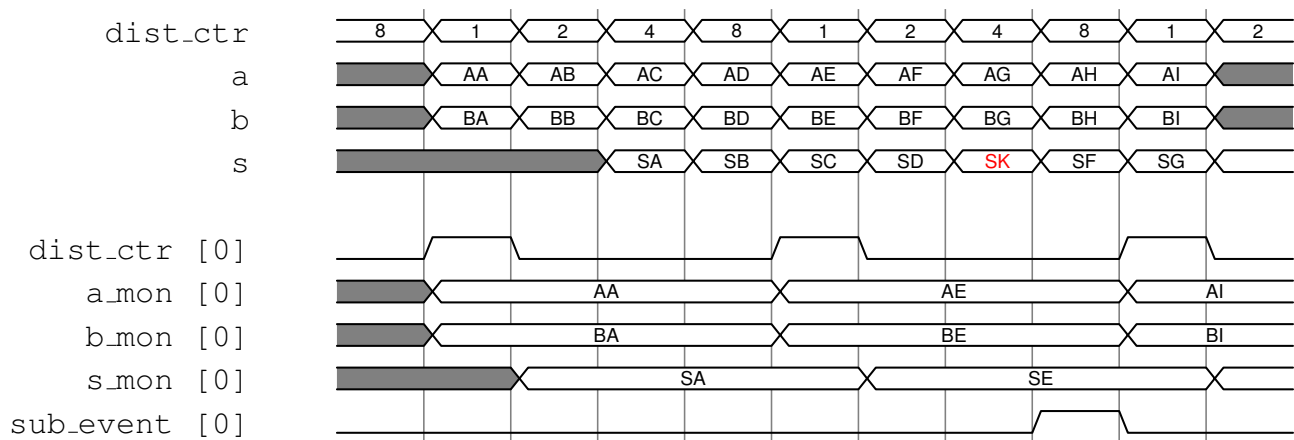 dist_ctr 8 1 2 4 8 1 2 4 8 1 2
a AA AB AC AD AE AF AG AH AI
b BA BB BC BD BE BF BG BH BI
s SA SB SC SD SK SF SG
dist_ctr [0]
a_mon [0] AA AE AI
b_mon [0] BA BE BI
s_mon [0] SA SE
sub_event [0]